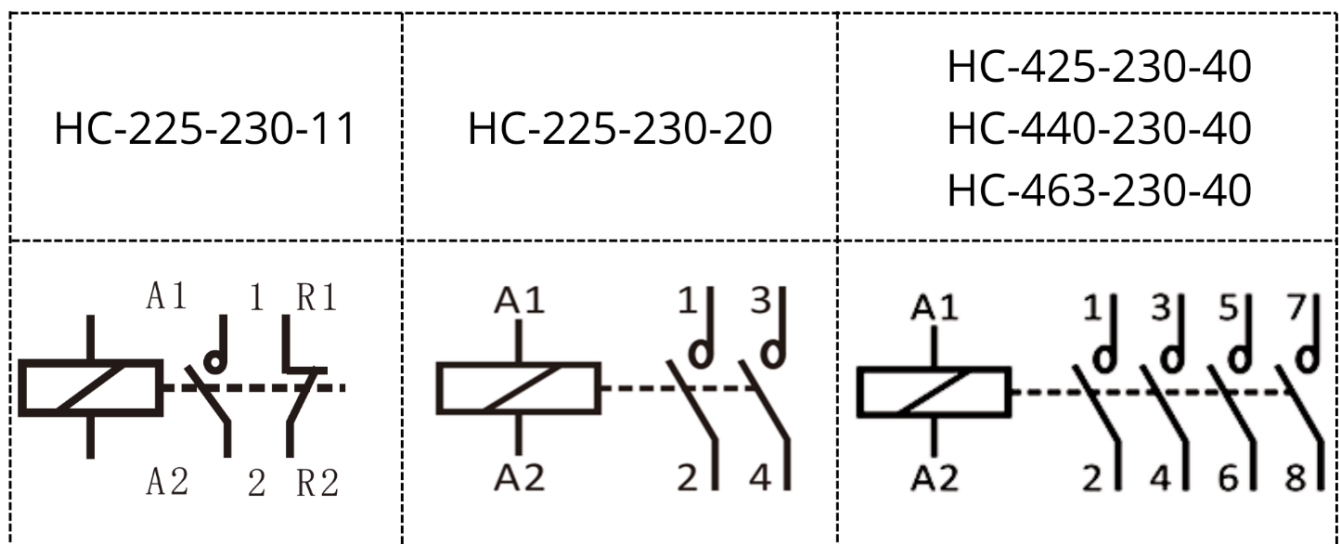 HC-225-230-11
HC-225-230-20
HC-425-230-40
HC-440-230-40
HC-463-230-40
A1 1 R1
A2 2 R2
A1 1 3
A2 2 4
A1 1 3 5 7
A2 2 4 6 8